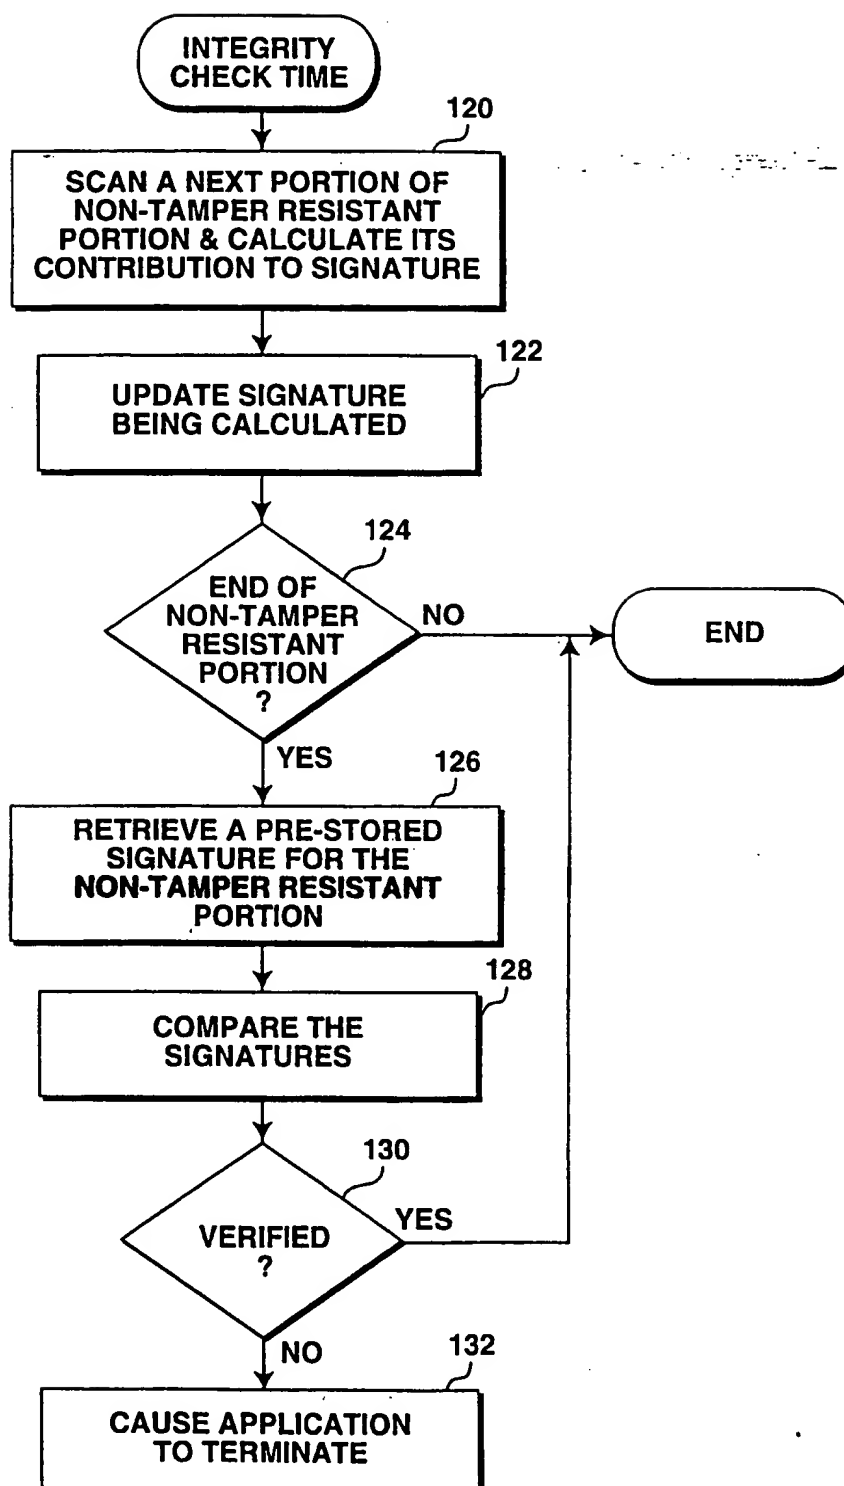 INTEGRITY
CHECK TIME
120
SCAN A NEXT PORTION OF
NON-TAMPER RESISTANT
PORTION & CALCULATE ITS
CONTRIBUTION TO SIGNATURE
122
UPDATE SIGNATURE
BEING CALCULATED
124
END OF
NON-TAMPER
RESISTANT
PORTION
?
NO
END
YES
126
RETRIEVE A PRE-STORED
SIGNATURE FOR THE
NON-TAMPER RESISTANT
PORTION
128
COMPARE THE
SIGNATURES
130
VERIFIED
?
YES
NO
132
CAUSE APPLICATION
TO TERMINATE